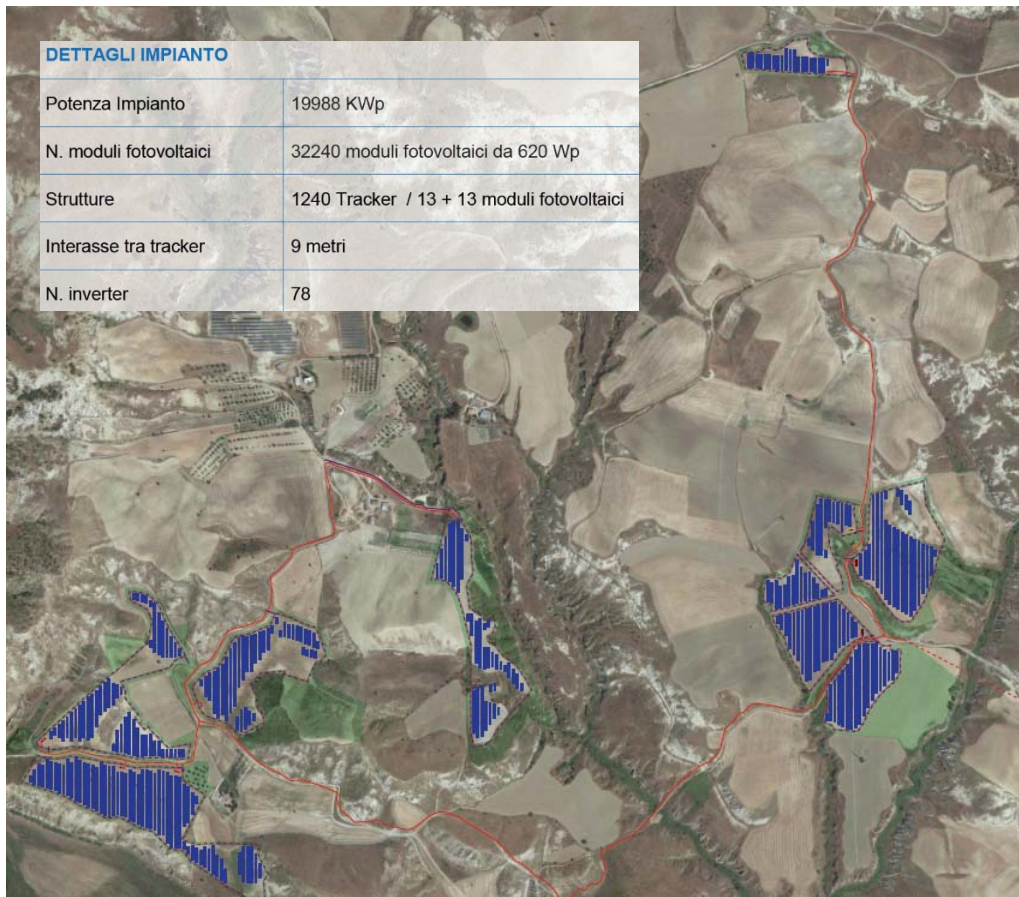 DETTAGLI IMPIANTO
Potenza Impianto 19988 KWp
N. moduli fotovoltaici 32240 moduli fotovoltaici da 620 Wp
Strutture 1240 Tracker / 13 + 13 moduli fotovoltaici
Interasse tra tracker 9 metri
N. inverter 78